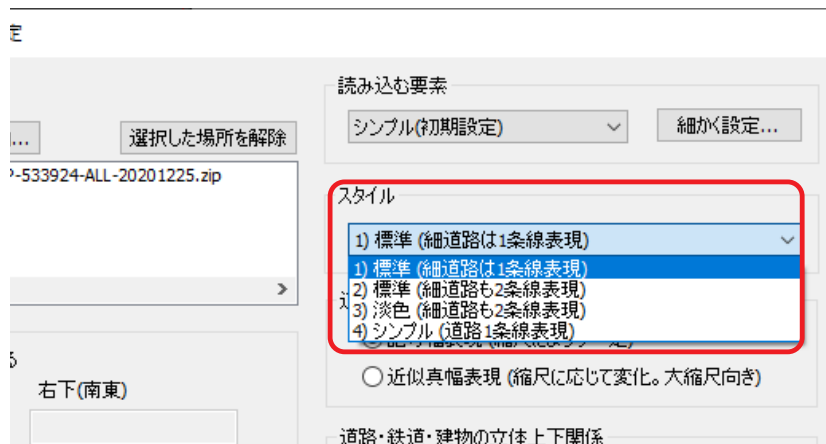 定
読み込む要素
シンプル(初期設定)
細かく設定...
...
選択した場所を解除
P-533924-ALL-20201225.zip
スタイル
1) 標準 (細道路は1条線表現)
1) 標準 (細道路は1条線表現)
2) 標準 (細道路も2条線表現)
3) 淡色 (細道路も2条線表現)
4) シンプル (道路1条線表現)
近似真幅表現 (縮尺に応じて変化。大縮尺向き)
る
右下(南東)
道路・鉄道・建物の立体上下関係